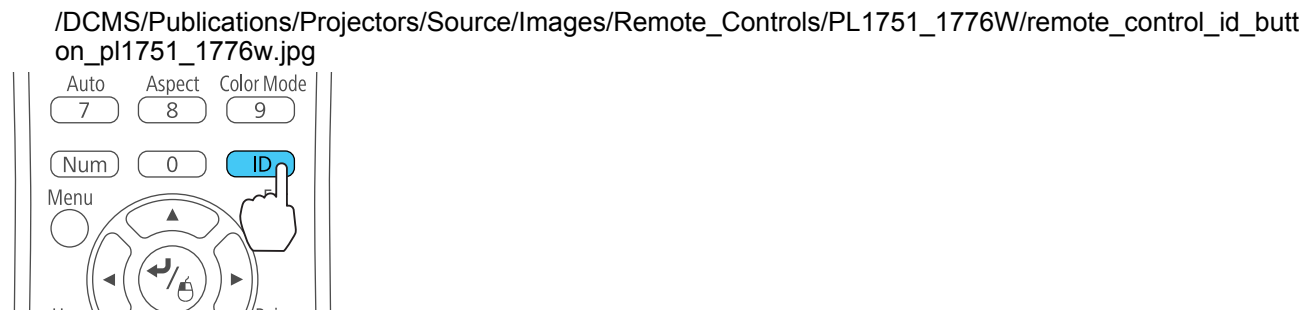 /DCMS/Publications/Projectors/Source/Images/Remote_Controls/PL1751_1776W/remote_control_id_butt
on_pl1751_1776w.jpg
Auto Aspect Color Mode
7 8 9
Num 0 ID
Menu